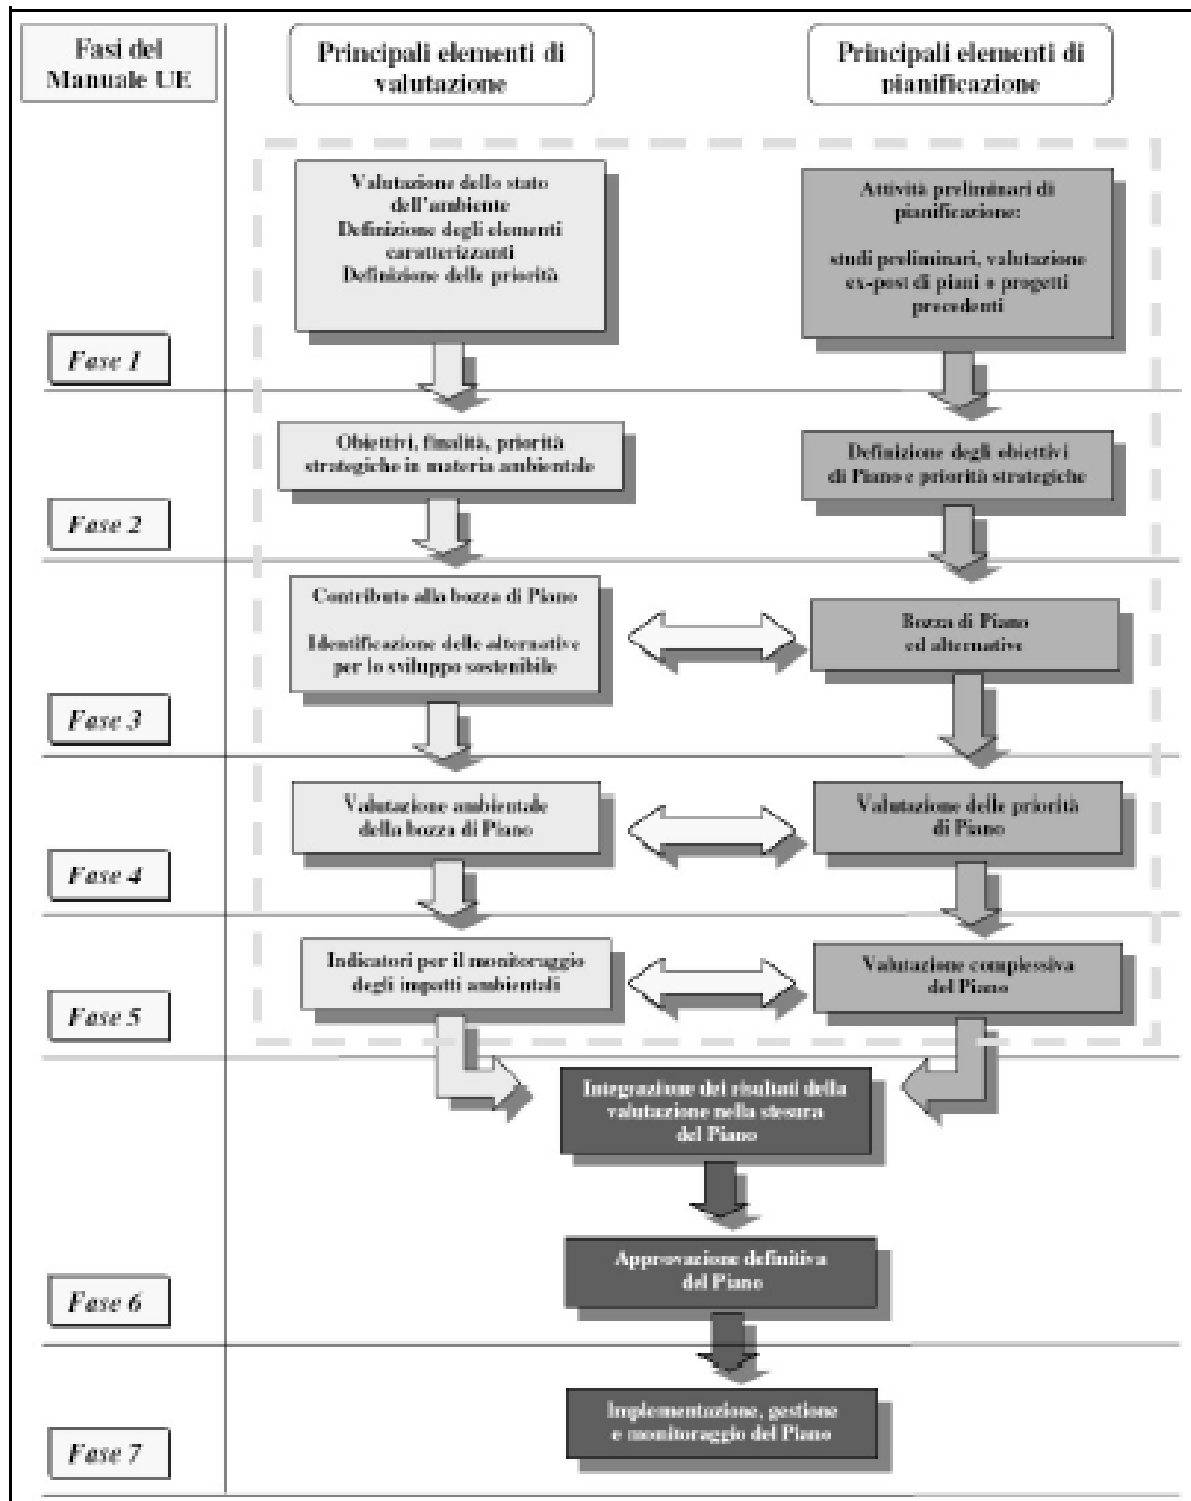 Fasi del
Manuale UE
Principali elementi di
valutazione
Principali elementi di
pianificazione
Valutazione dello stato
dell'ambiente
Definizione degli elementi
caratterizzanti
Definizione delle priorità
Attività preliminari di
pianificazione:
studi preliminari, valutazione
ex-post di piani o progetti
precedenti
Fase 1
Obiettivi, finalità, priorità
strategiche in materia ambientale
Definizione degli obiettivi
di Piano e priorità strategiche
Fase 2
Contributo alla bozza di Piano
Identificazione delle alternative
per lo sviluppo sostenibile
Bozza di Piano
ed alternative
Fase 3
Valutazione ambientale
della bozza di Piano
Valutazione delle priorità
di Piano
Fase 4
Indicatori per il monitoraggio
degli impatti ambientali
Valutazione complessiva
del Piano
Fase 5
Integrazione dei risultati della
valutazione nella stesura
del Piano
Approvazione definitiva
del Piano
Fase 6
Implementazione, gestione
e monitoraggio del Piano
Fase 7